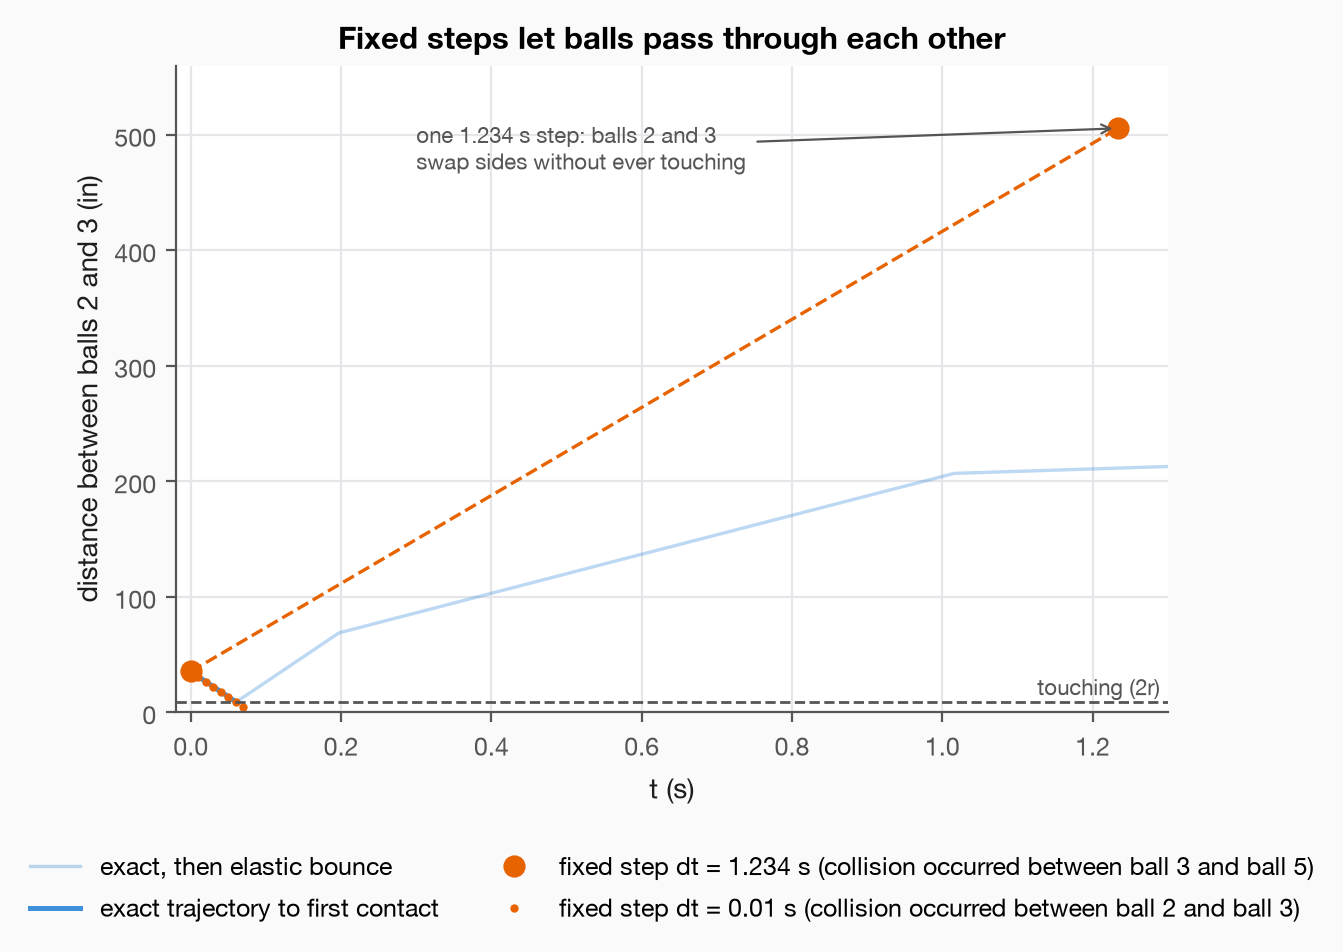 Fixed steps let balls pass through each other
distance between balls 2 and 3 (in)
500
400
300
200
100
0
one 1.234 s step: balls 2 and 3
swap sides without ever touching
touching (2r)
0.0 0.2 0.4 0.6 0.8 1.0 1.2
t (s)
exact, then elastic bounce
exact trajectory to first contact
fixed step dt = 1.234 s (collision occurred between ball 3 and ball 5)
fixed step dt = 0.01 s (collision occurred between ball 2 and ball 3)